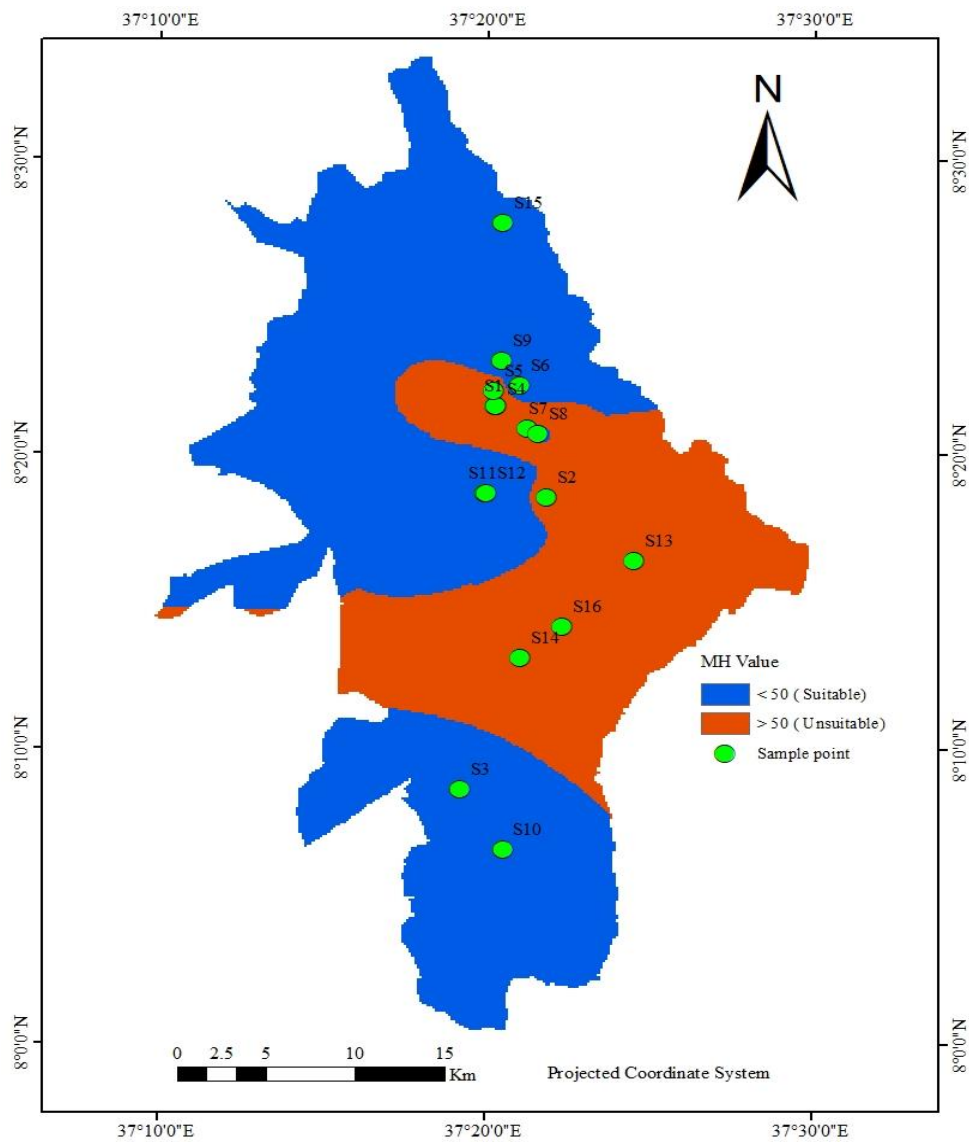 37°10'0"E 37°20'0"E 37°30'0"E
N
8°30'0"N 8°30'0"N
S15
S9
S6
S5
S1 S4
S7 S8
8°20'0"N 8°20'0"N
S11 S12 S2
S13
S16
S14
MH Value
< 50 ( Suitable)
> 50 ( Unsuitable)
Sample point
8°10'0"N 8°10'0"N
S3
S10
8°0'0"N 8°0'0"N
0 2.5 5 10 15
Km
Projected Coordinate System
37°10'0"E 37°20'0"E 37°30'0"E